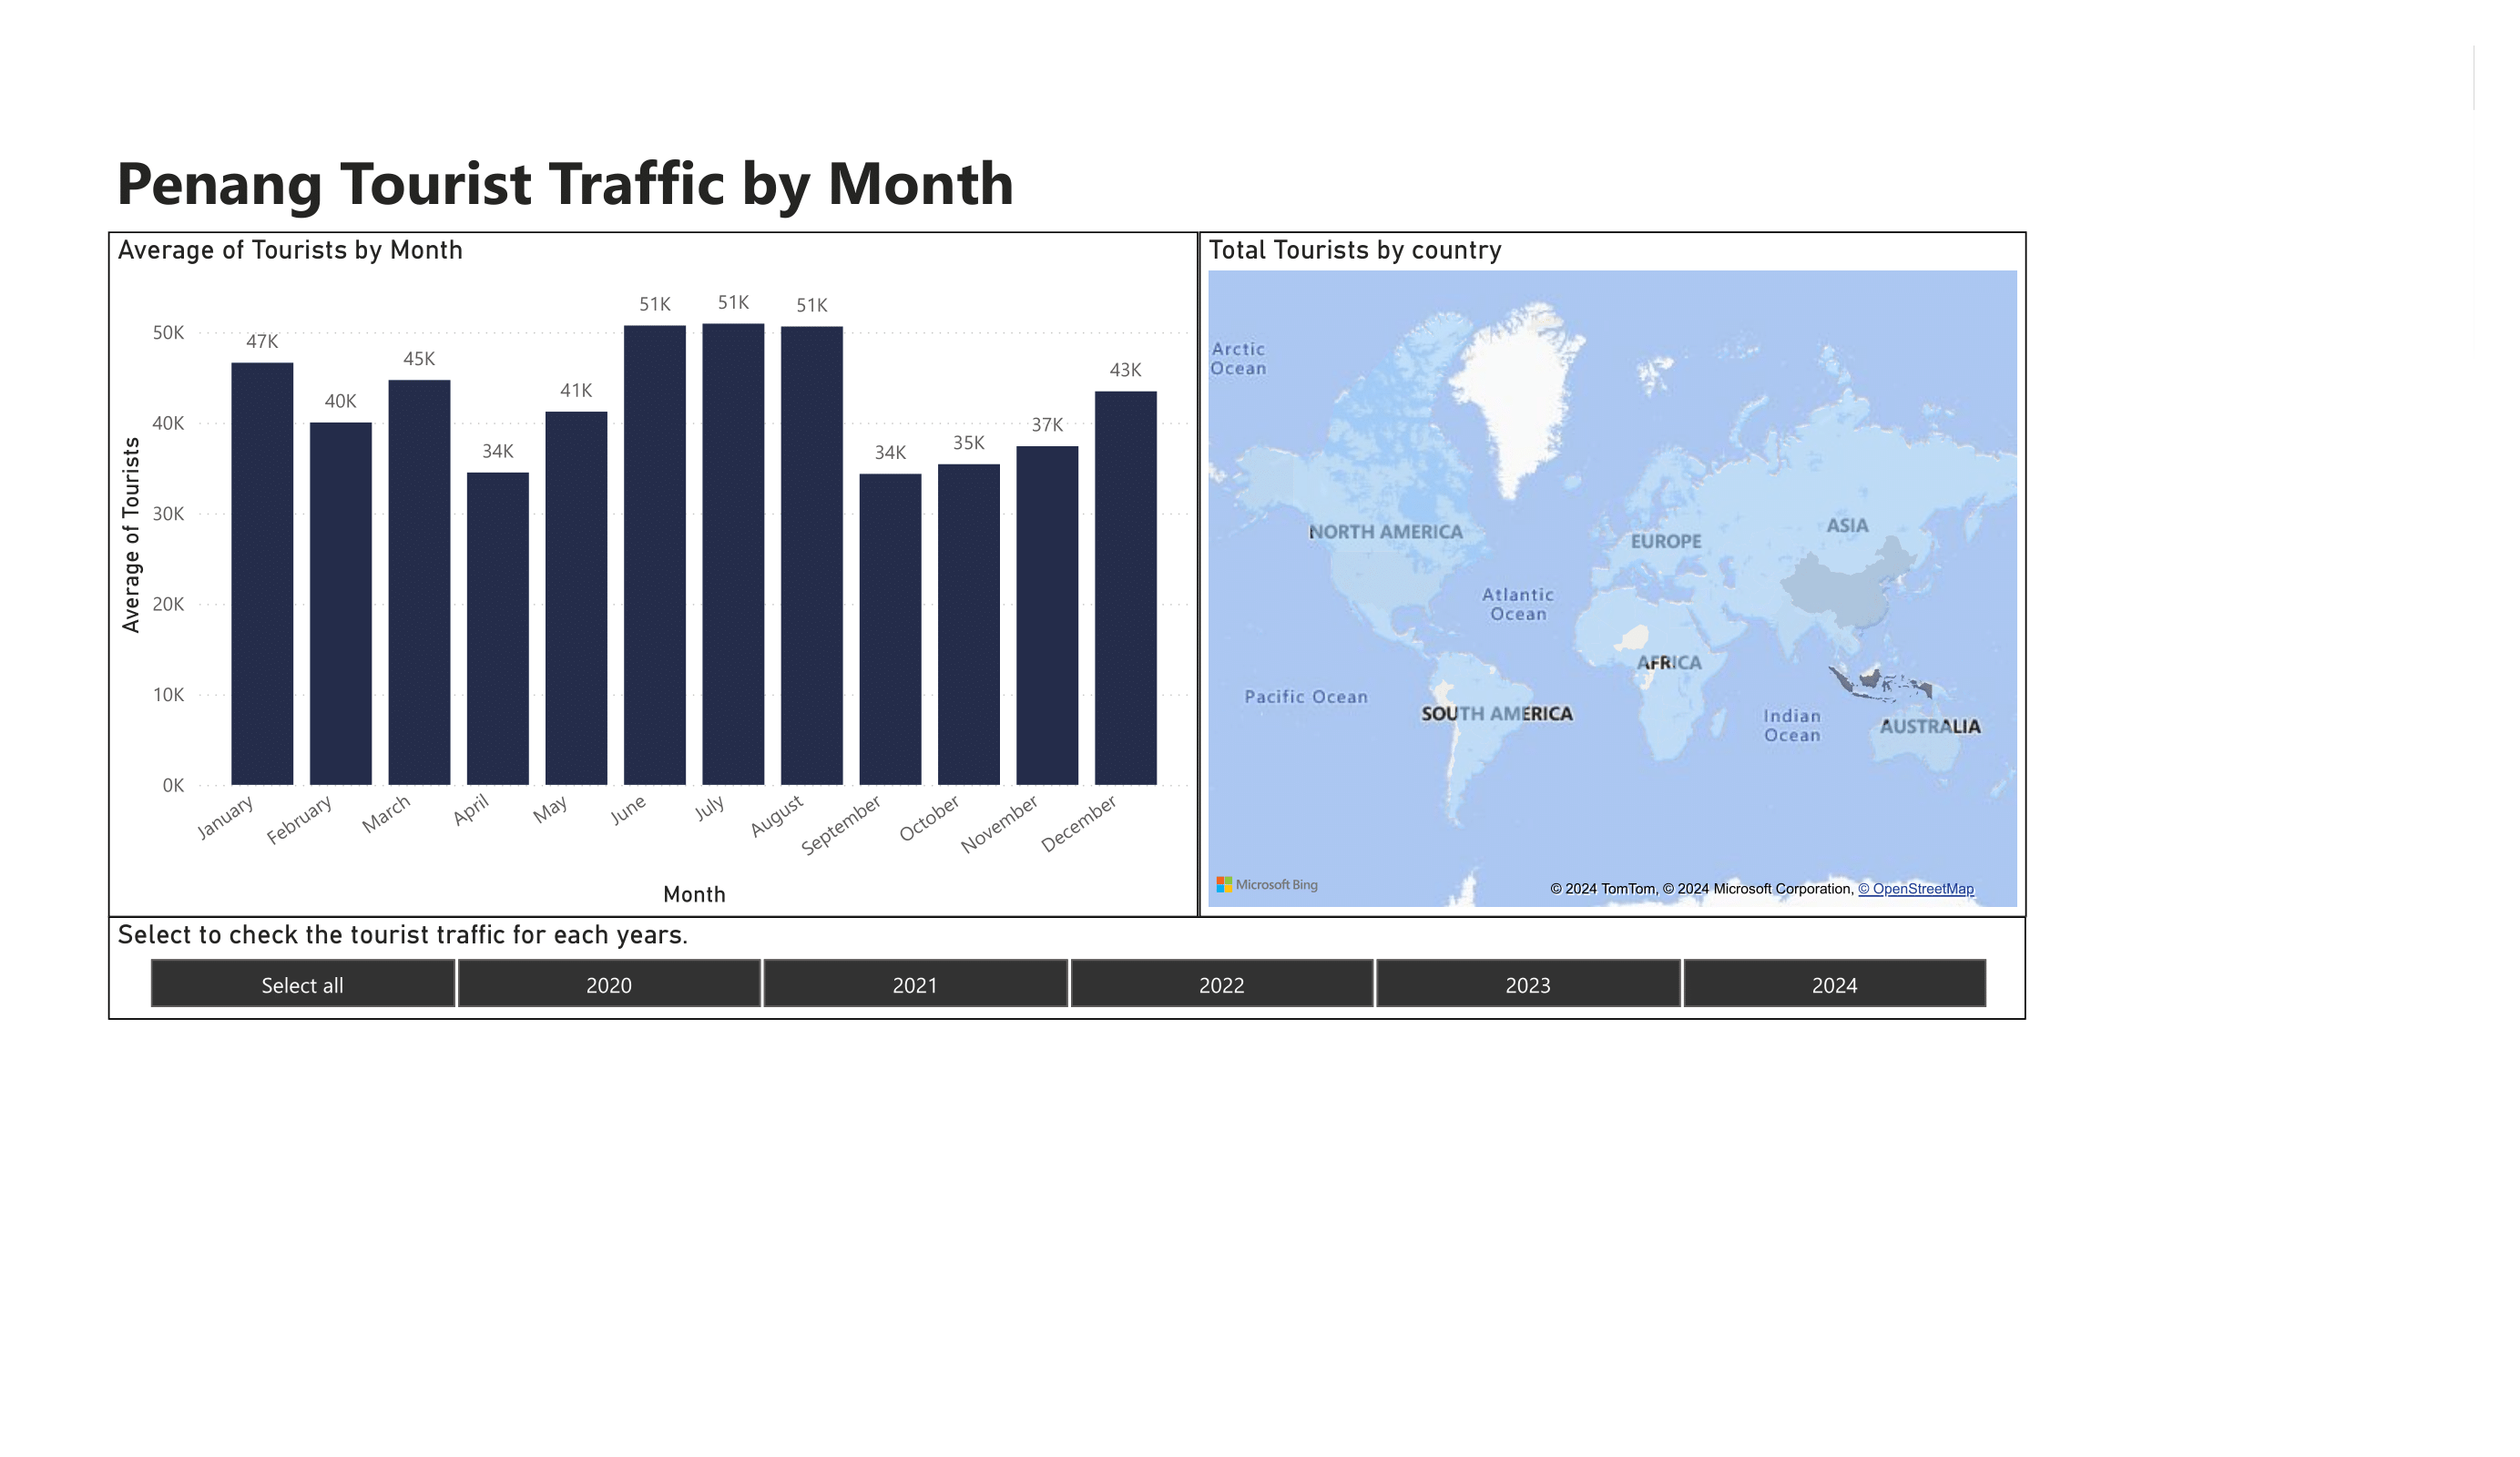 Penang Tourist Traffic by Month
Average of Tourists by Month
Average of Tourists
50K
40K
30K
20K
10K
0K
47K
40K
45K
34K
41K
51K
51K
51K
34K
35K
37K
43K
January
February
March
April
May
June
July
August
September
October
November
December
Month
Total Tourists by country
Arctic
Ocean
NORTH AMERICA
EUROPE
ASIA
Atlantic
Ocean
AFRICA
Pacific Ocean
SOUTH AMERICA
Indian
Ocean
AUSTRALIA
Microsoft Bing
© 2024 TomTom, © 2024 Microsoft Corporation, © OpenStreetMap
Select to check the tourist traffic for each years.
Select all
2020
2021
2022
2023
2024